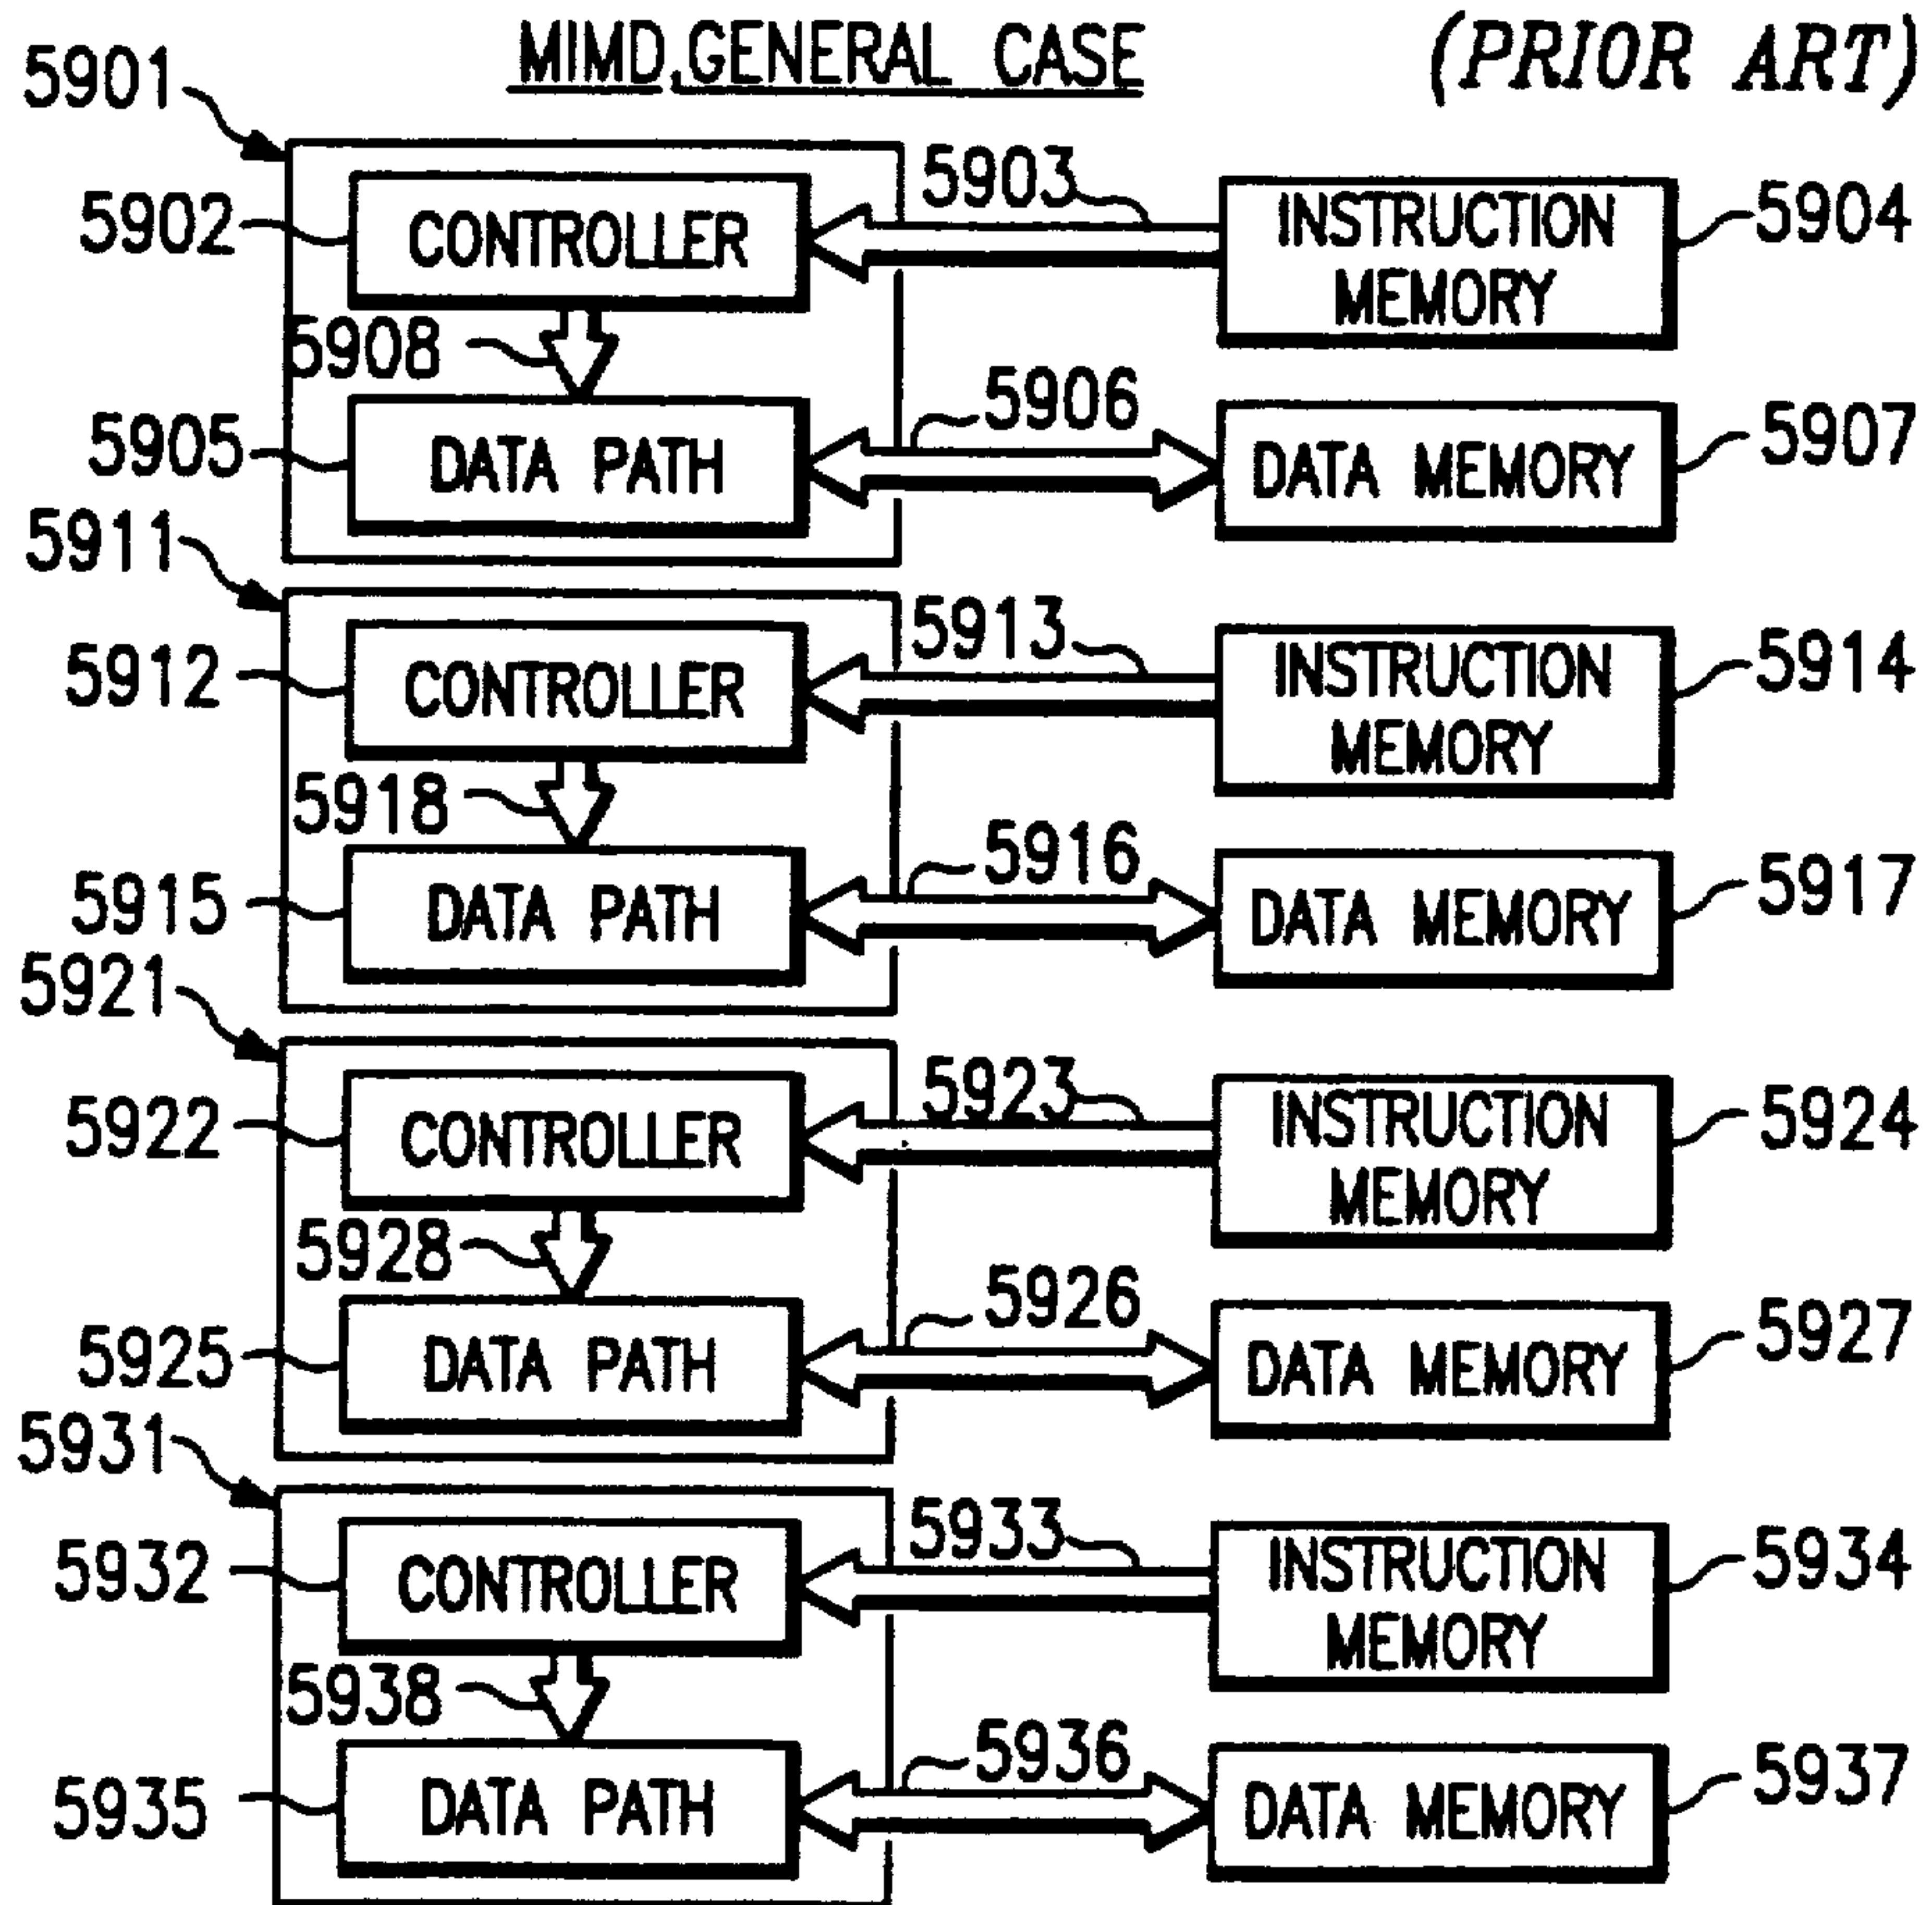 MIMD.GENERAL CASE (PRIOR ART)
5901
5902 CONTROLLER 5903 INSTRUCTION MEMORY 5904
5908
5905 DATA PATH 5906 DATA MEMORY 5907
5911
5912 CONTROLLER 5913 INSTRUCTION MEMORY 5914
5918
5915 DATA PATH 5916 DATA MEMORY 5917
5921
5922 CONTROLLER 5923 INSTRUCTION MEMORY 5924
5928
5925 DATA PATH 5926 DATA MEMORY 5927
5931
5932 CONTROLLER 5933 INSTRUCTION MEMORY 5934
5938
5935 DATA PATH 5936 DATA MEMORY 5937